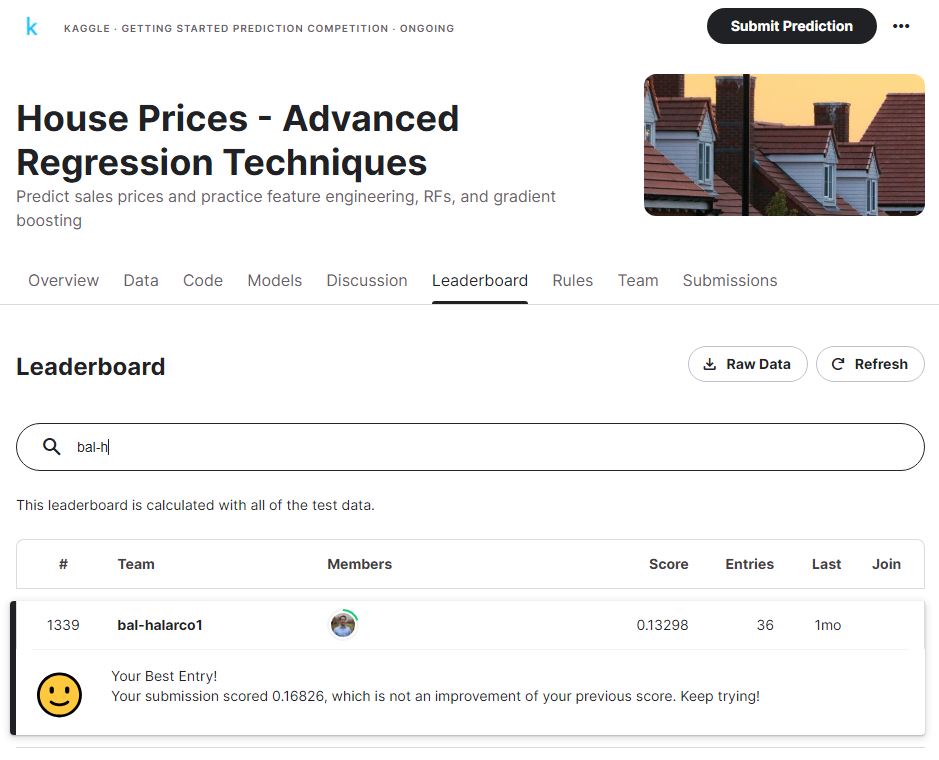 k KAGGLE · GETTING STARTED PREDICTION COMPETITION · ONGOING
Submit Prediction
House Prices - Advanced
Regression Techniques
Predict sales prices and practice feature engineering, RFs, and gradient
boosting
Overview Data Code Models Discussion Leaderboard Rules Team Submissions
Leaderboard
Raw Data
Refresh
bal-h
This leaderboard is calculated with all of the test data.
# Team Members Score Entries Last Join
1339 bal-halarco1 0.13298 36 1mo
Your Best Entry!
Your submission scored 0.16826, which is not an improvement of your previous score. Keep trying!